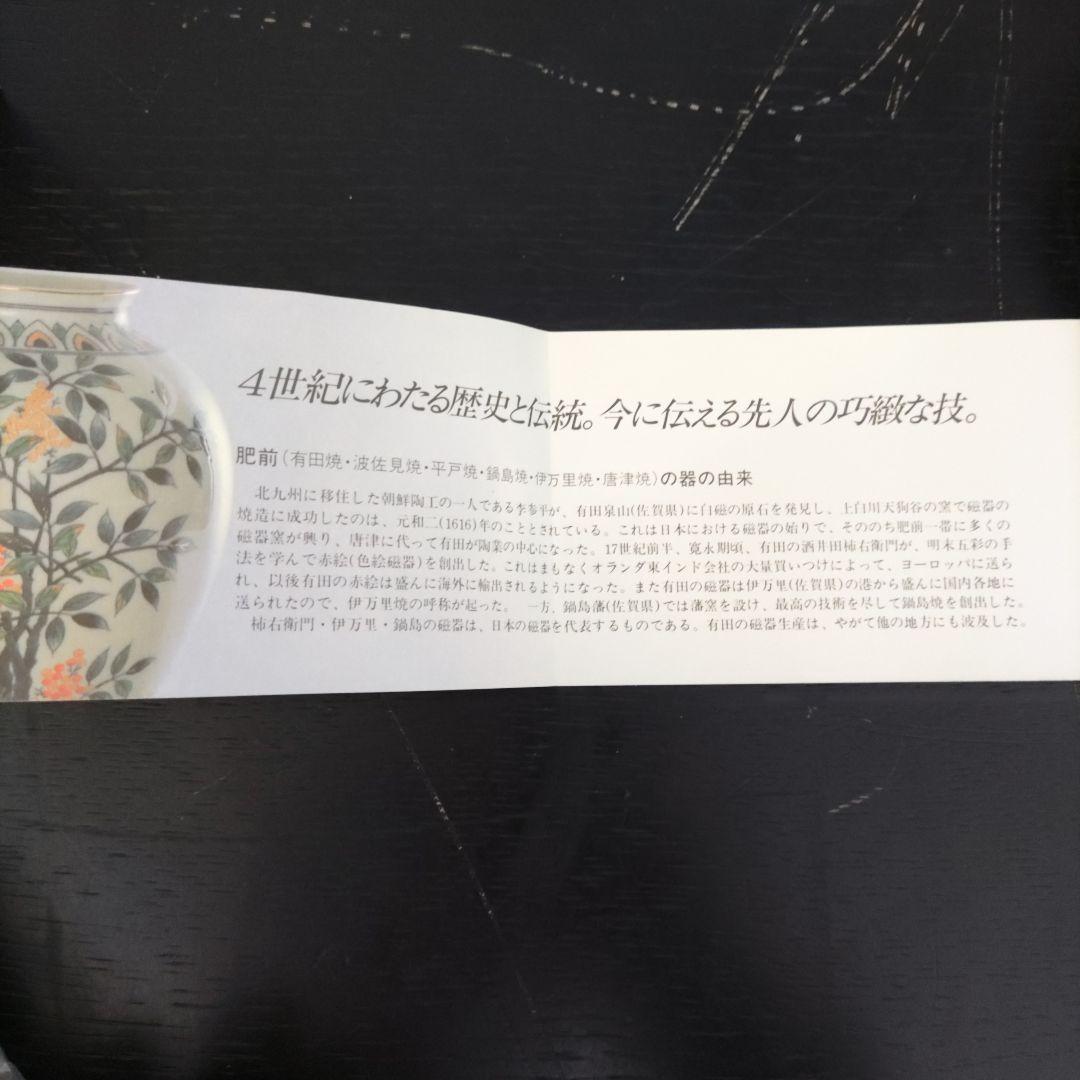 4世紀にわたる歴史と伝統。今に伝える先人の巧緻な技。
肥前(有田焼・波佐見焼・平戸焼・鍋島焼・伊万里焼・唐津焼)の器の由来
北九州に移住した朝鮮陶工の一人である李参平が、有田泉山(佐賀県)に白磁の原石を発見し、上白川天狗谷の窯で磁器の
焼造に成功したのは、元和二(1616)年のこととされている。これは日本における磁器の始りで、そののち肥前一帯に多くの
磁器窯が興り、唐津に代って有田が陶業の中心になった。17世紀前半、寛永期頃、有田の酒井田柿右衛門が、明末五彩の手
法を学んで赤絵(色絵磁器)を創出した。これはまもなくオランダ東インド会社の大量買いつけによって、ヨーロッパに送ら
れ、以後有田の赤絵は盛んに海外に輸出されるようになった。また有田の磁器は伊万里(佐賀県)の港から盛んに国内各地に
送られたので、伊万里焼の呼称が起った。 一方、鍋島藩(佐賀県)では藩窯を設け、最高の技術を尽して鍋島焼を創出した。
柿右衛門・伊万里・鍋島の磁器は、日本の磁器を代表するものである。有田の磁器生産は、やがて他の地方にも波及した。